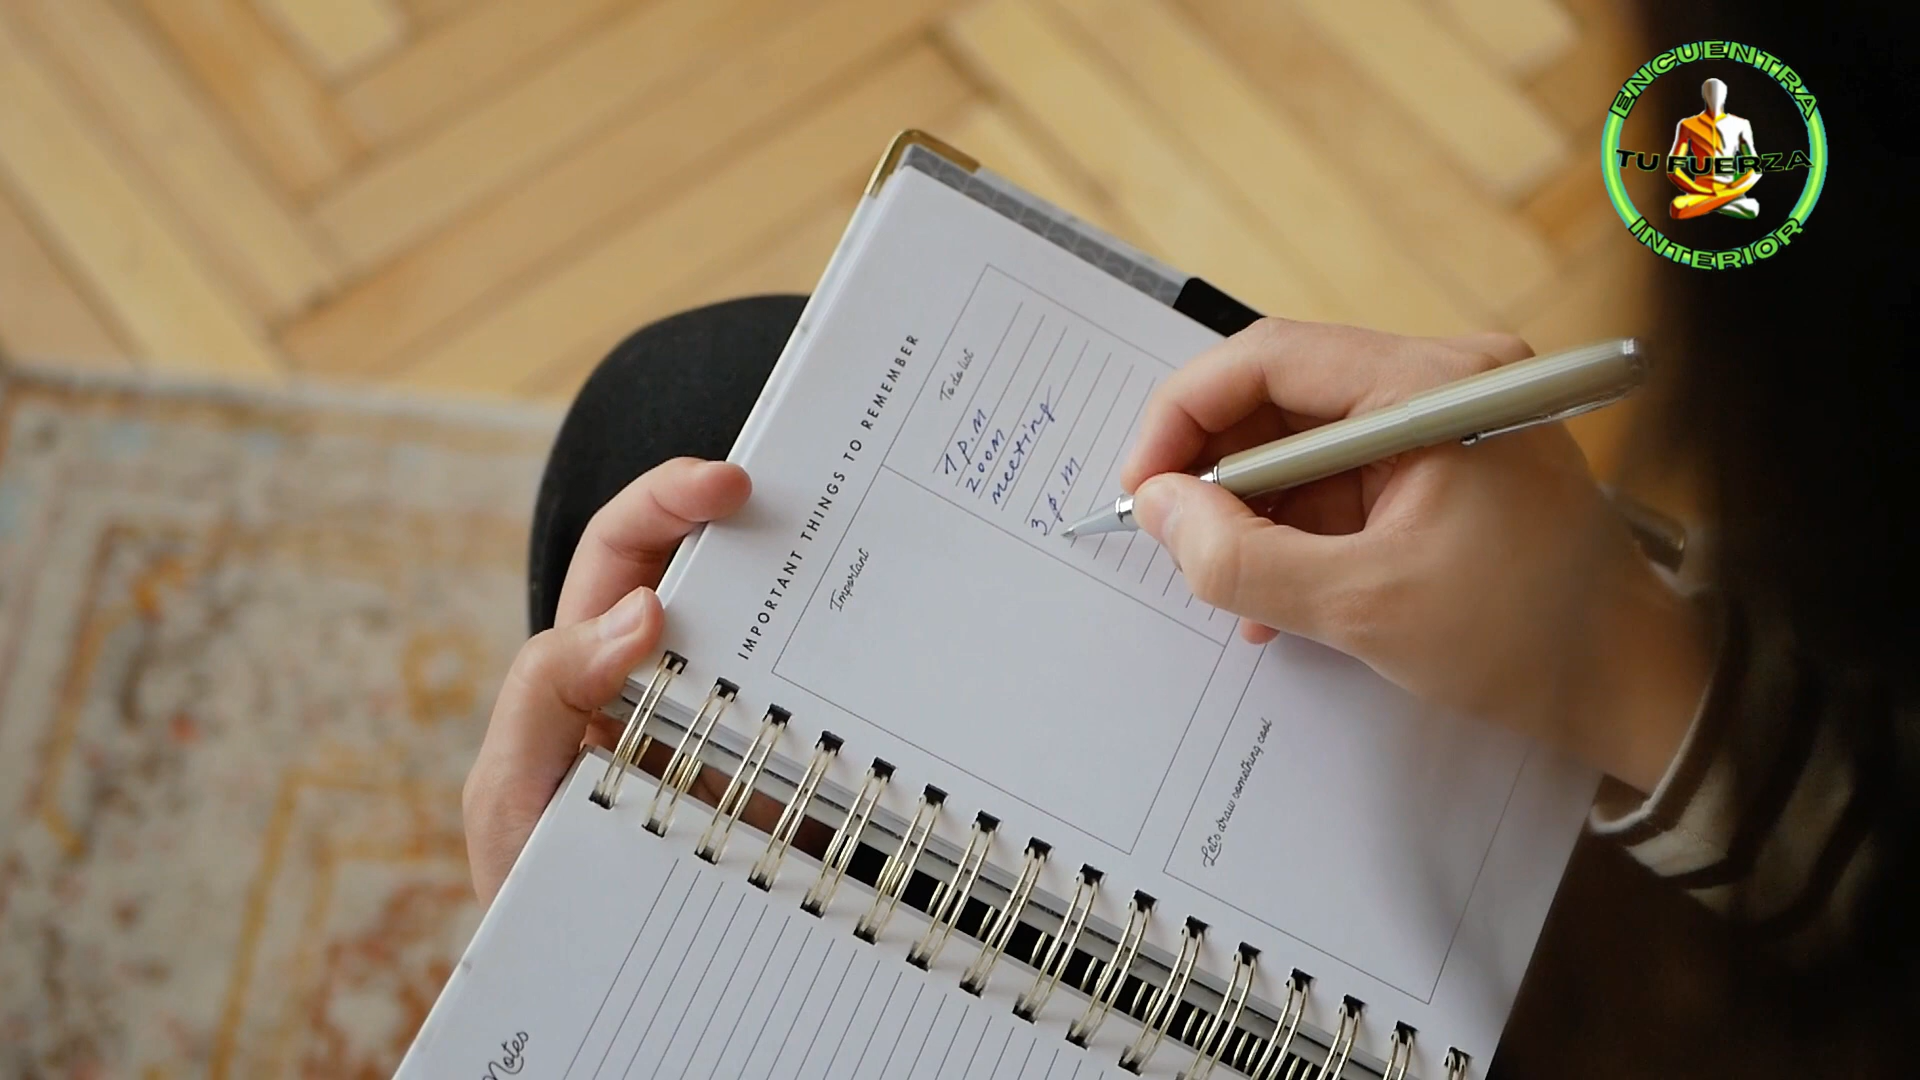 ENCUENTRA
TU FUERZA
INTERIOR
IMPORTANT THINGS TO REMEMBER
To do list
1 p.m
zoom
meeting
3 p.m
Important
Let's draw something cool
Notes